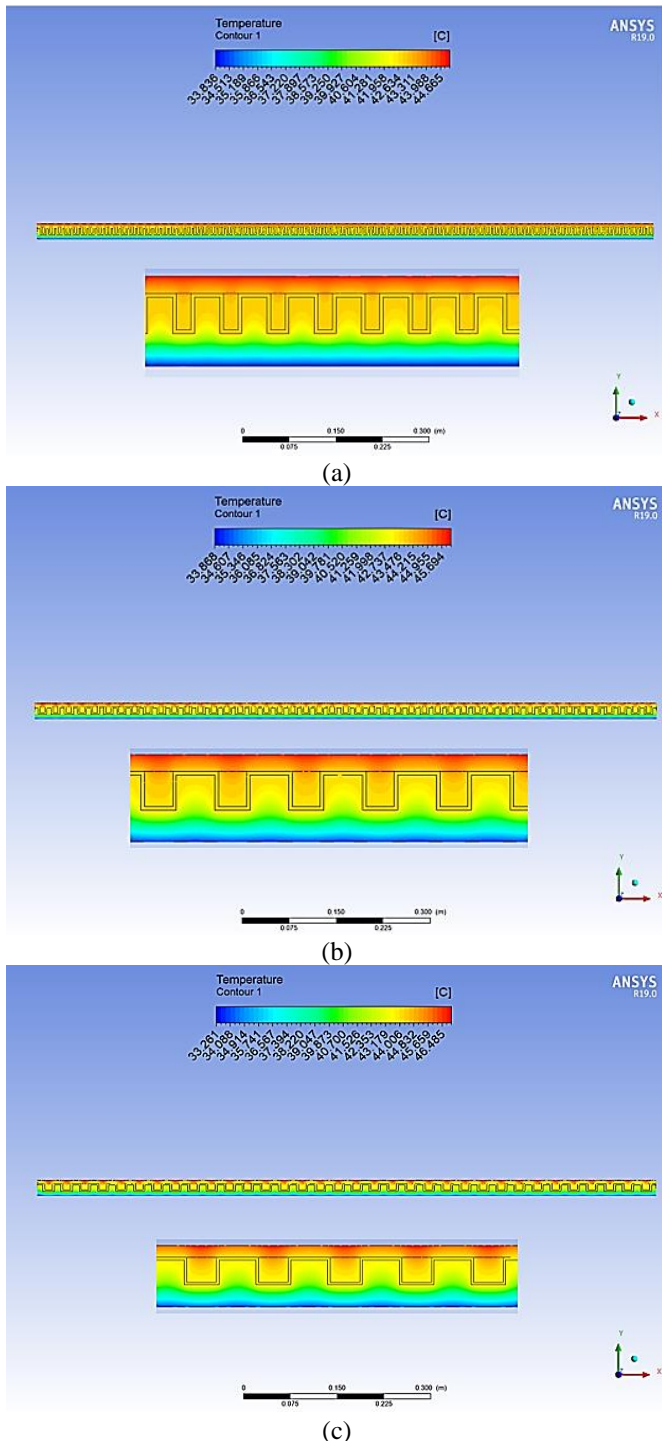 Temperature
Contour 1
[C]
ANSYS
R19.0
33.836
34.513
35.189
35.866
36.543
37.220
37.897
38.573
39.250
39.927
40.604
41.281
41.958
42.634
43.311
43.988
44.665
Y
X
0
0.150
0.300 (m)
0.075
0.225
(a)
Temperature
Contour 1
[C]
ANSYS
R19.0
33.868
34.607
35.346
36.085
36.824
37.563
38.302
39.042
39.781
40.520
41.259
41.998
42.737
43.476
44.215
44.955
45.694
Y
X
0
0.150
0.300 (m)
0.075
0.225
(b)
Temperature
Contour 1
[C]
ANSYS
R19.0
33.261
34.088
34.914
35.741
36.567
37.394
38.220
39.047
39.873
40.700
41.526
42.353
43.179
44.006
44.832
45.659
46.485
Y
X
0
0.150
0.300 (m)
0.075
0.225
(c)